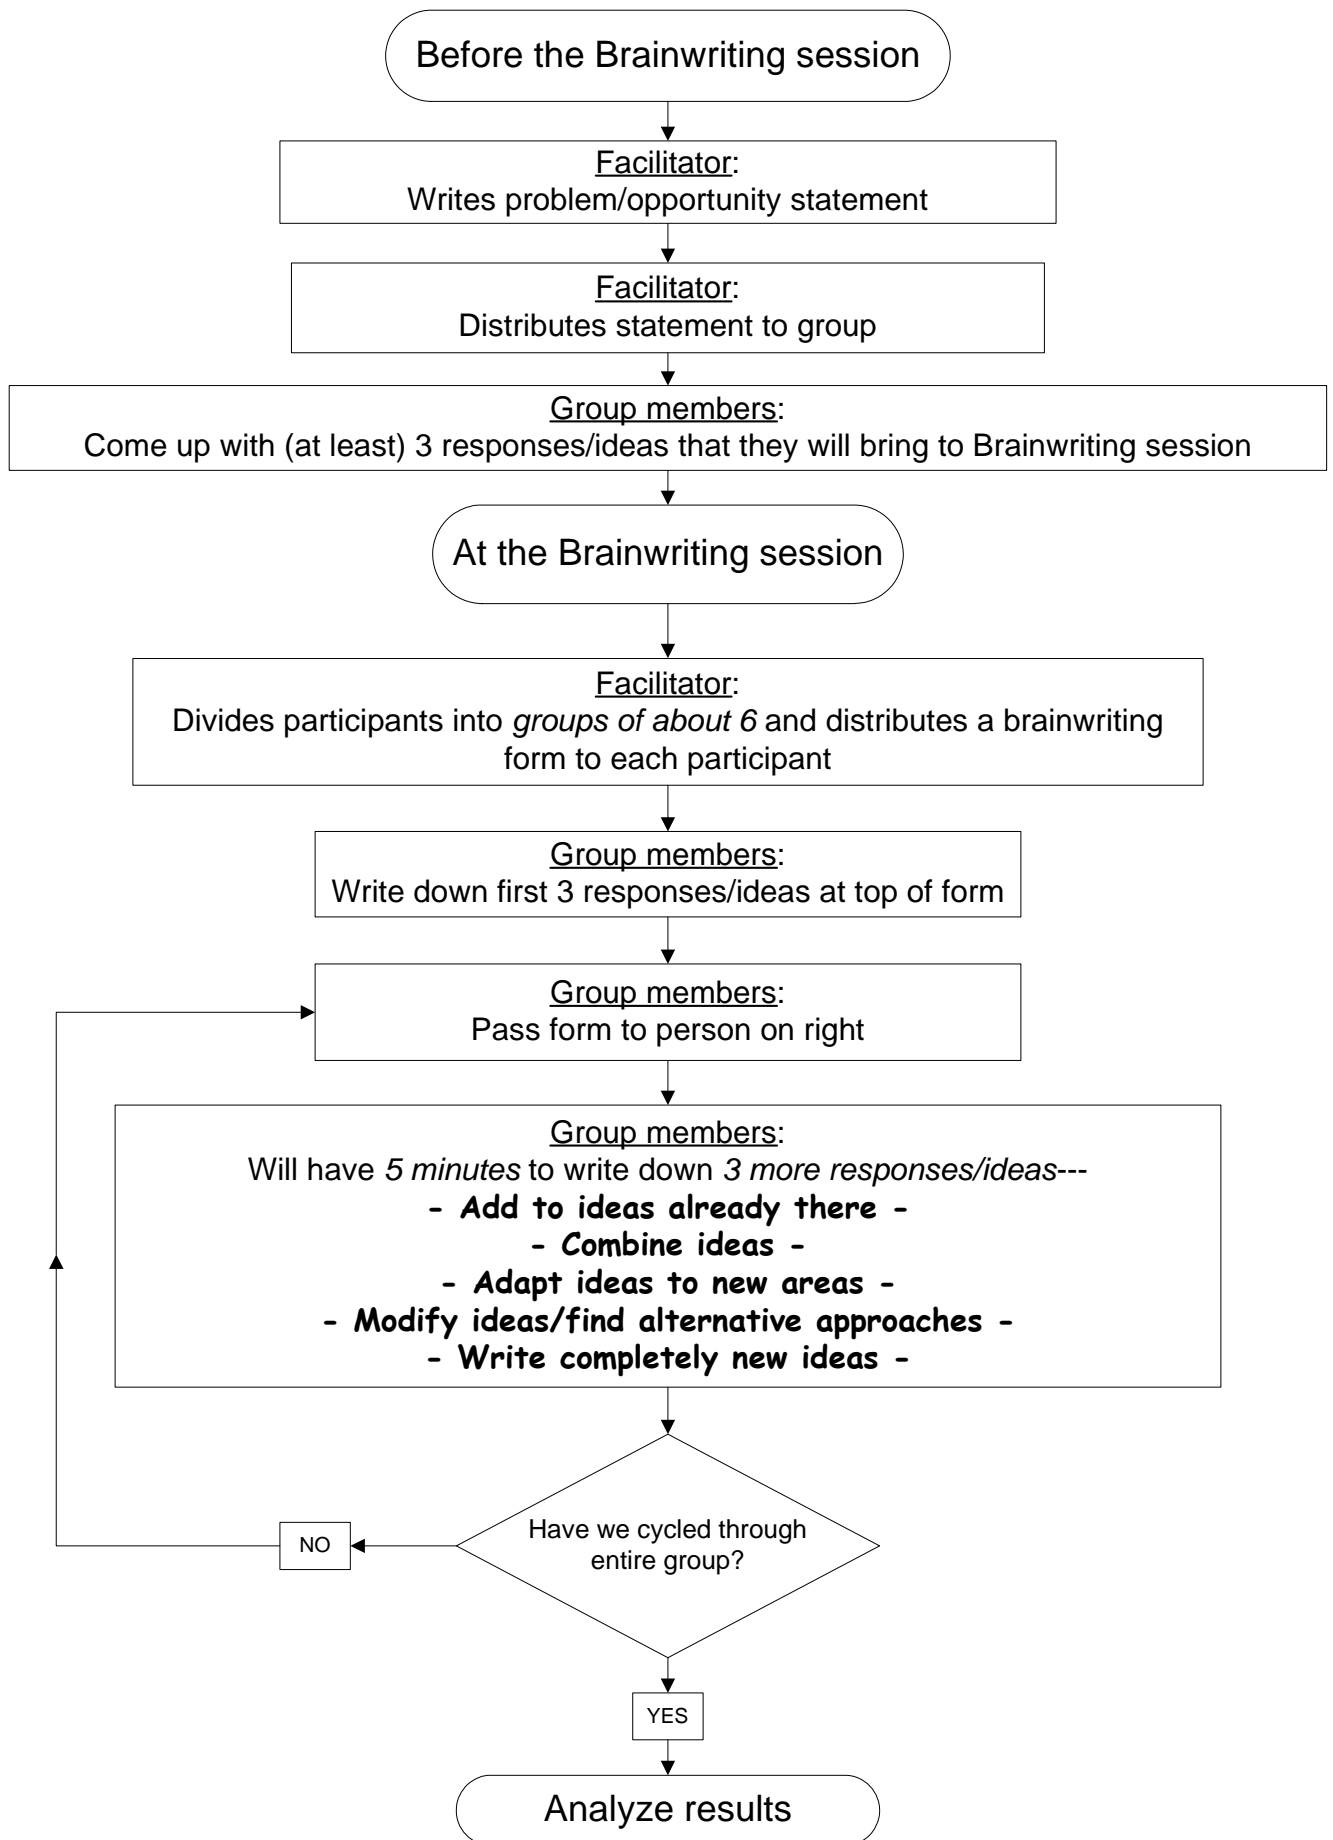 Before the Brainwriting session
Facilitator:
Writes problem/opportunity statement
Facilitator:
Distributes statement to group
Group members:
Come up with (at least) 3 responses/ideas that they will bring to Brainwriting session
At the Brainwriting session
Facilitator:
Divides participants into groups of about 6 and distributes a brainwriting
form to each participant
Group members:
Write down first 3 responses/ideas at top of form
Group members:
Pass form to person on right
Group members:
Will have 5 minutes to write down 3 more responses/ideas---
- Add to ideas already there -
- Combine ideas -
- Adapt ideas to new areas -
- Modify ideas/find alternative approaches -
- Write completely new ideas -
Have we cycled through
entire group?
NO
YES
Analyze results